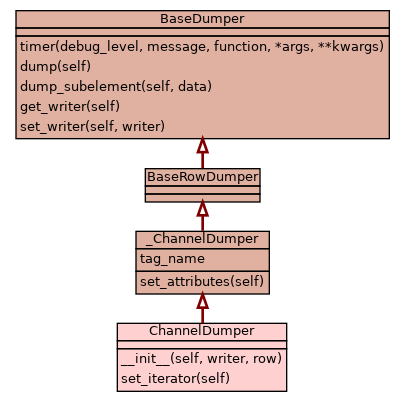 BaseDumper
timer(debug_level, message, function, *args, **kwargs)
dump(self)
dump_subelement(self, data)
get_writer(self)
set_writer(self, writer)
BaseRowDumper
_ChannelDumper
tag_name
set_attributes(self)
ChannelDumper
__init__(self, writer, row)
set_iterator(self)